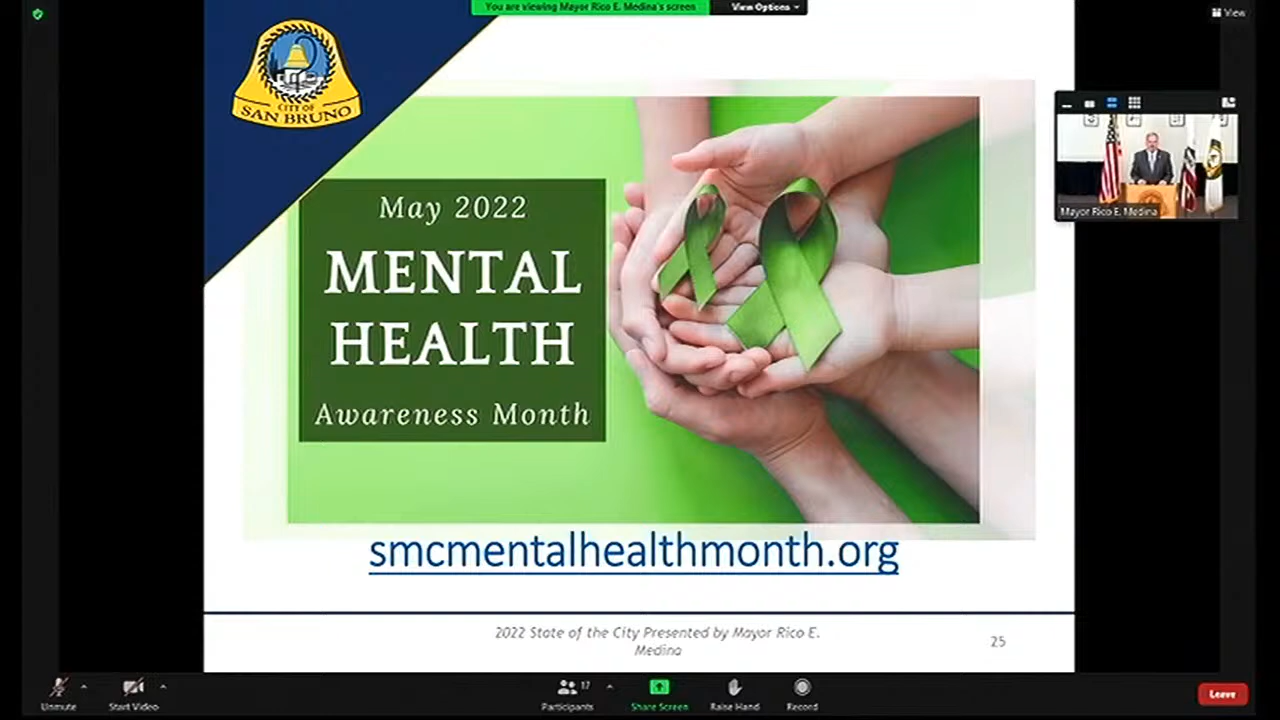 You are viewing Mayor Rico E. Medina's screen
View Options
View
CITY OF
SAN BRUNO
May 2022
MENTAL
HEALTH
Awareness Month
Mayor Rico E. Medina
smcmentalhealthmonth.org
2022 State of the City Presented by Mayor Rico E.
Medina
25
Unmute
Start Video
Participants
17
Share Screen
Raise Hand
Record
Leave